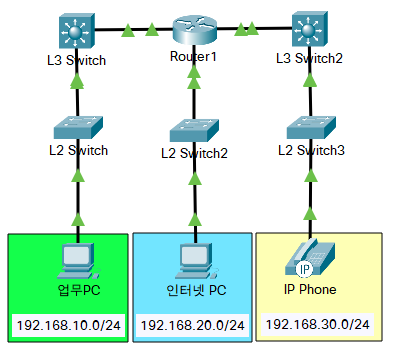 L3 Switch
Router1
L3 Switch2
L2 Switch
L2 Switch2
L2 Switch3
업무PC
인터넷 PC
IP
IP Phone
192.168.10.0/24
192.168.20.0/24
192.168.30.0/24